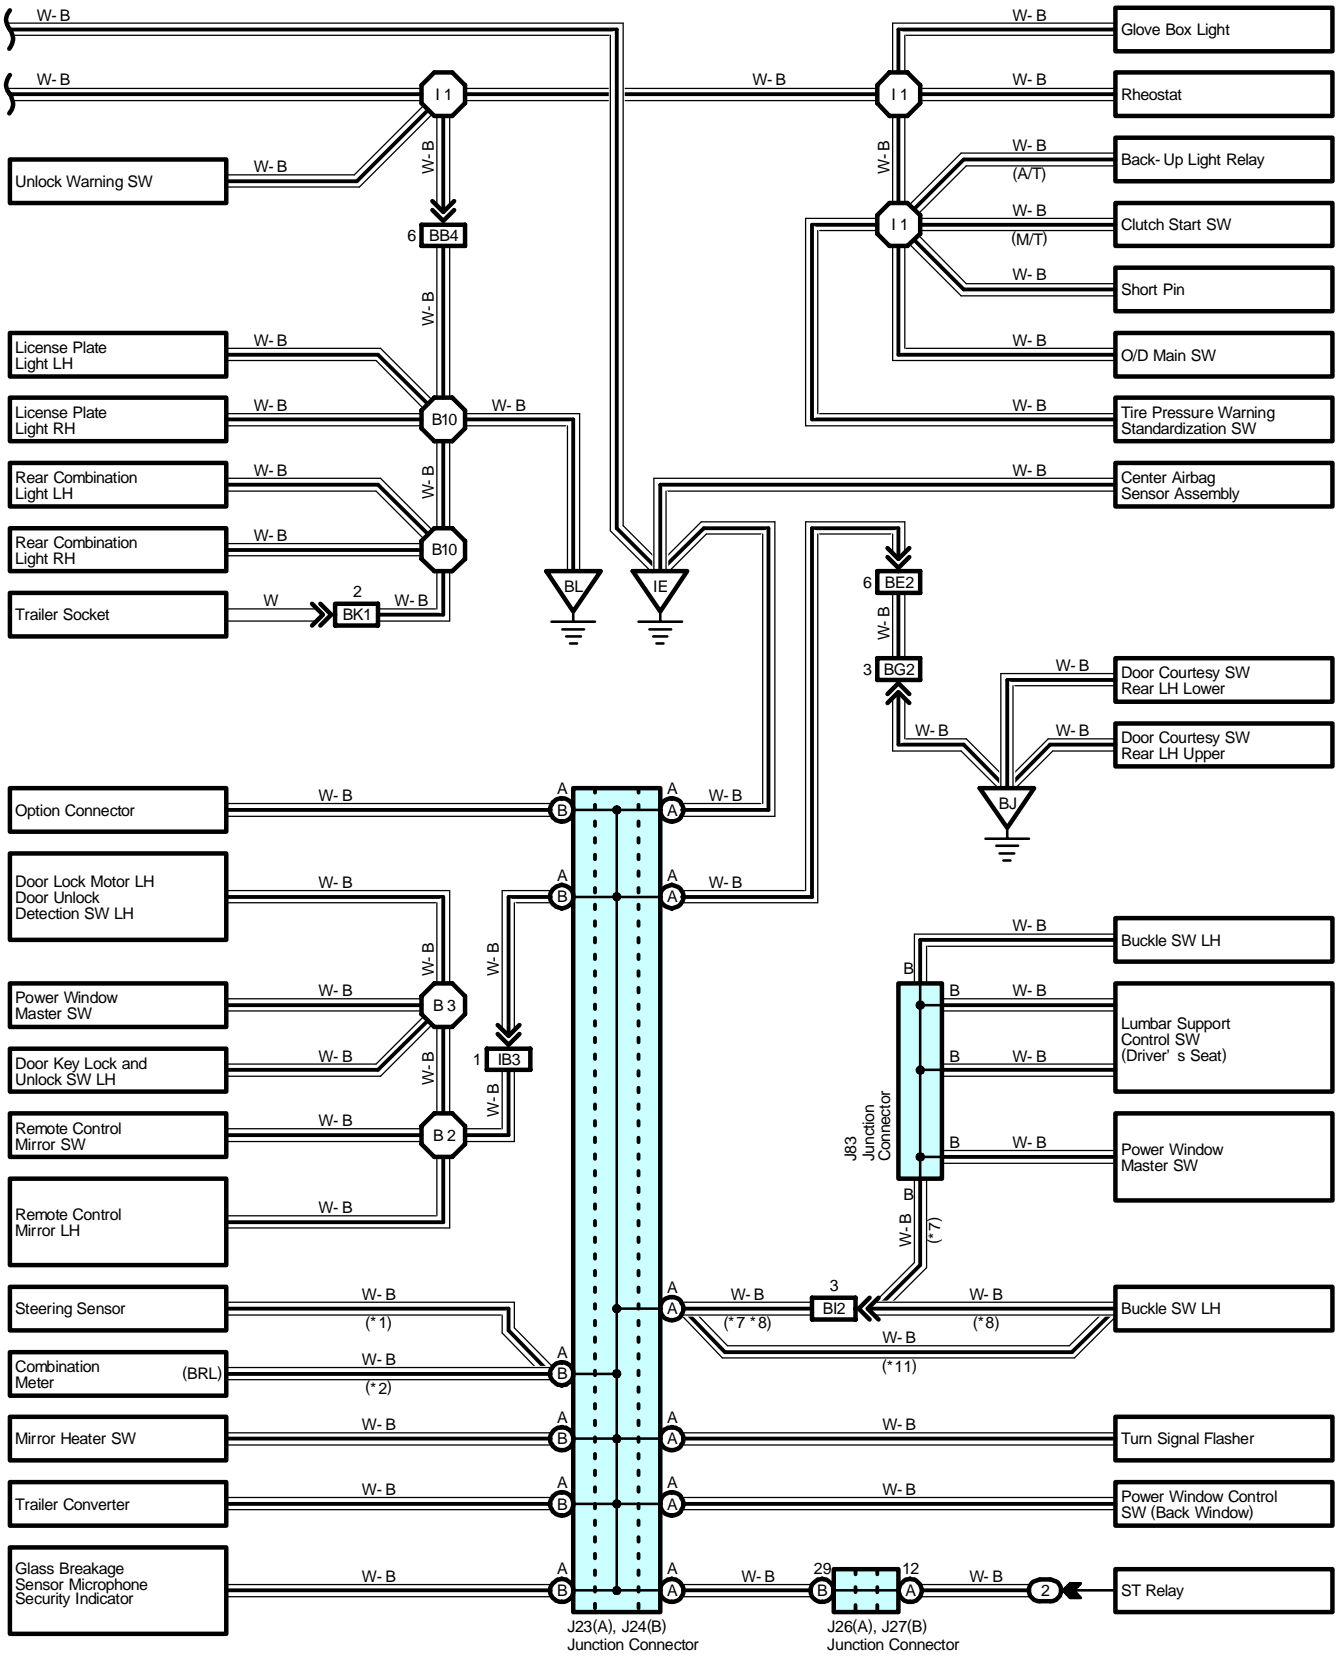 W- B
W- B
Glove Box Light
W- B
I 1
W- B
I 1
W- B
Rheostat
W- B
Unlock Warning SW
W- B
W- B
W- B
(A/T)
Back- Up Light Relay
6
BB4
I 1
W- B
(M/T)
Clutch Start SW
W- B
W- B
Short Pin
License Plate
Light LH
W- B
W- B
O/D Main SW
License Plate
Light RH
W- B
B10
W- B
W- B
Tire Pressure Warning
Standardization SW
Rear Combination
Light LH
W- B
W- B
W- B
Center Airbag
Sensor Assembly
Rear Combination
Light RH
W- B
B10
Trailer Socket
W
2
BK1
W- B
BL
IE
6
BE2
W- B
3
BG2
W- B
W- B
Door Courtesy SW
Rear LH Lower
Door Courtesy SW
Rear LH Upper
W- B
BJ
Option Connector
W- B
A
B
A
A
W- B
Door Lock Motor LH
Door Unlock
Detection SW LH
W- B
A
B
A
A
W- B
W- B
W- B
W- B
Buckle SW LH
B
Power Window
Master SW
W- B
B 3
B
W- B
Lumbar Support
Control SW
(Driver' s Seat)
Door Key Lock and
Unlock SW LH
W- B
W- B
1
IB3
W- B
B
W- B
Remote Control
Mirror SW
W- B
B 2
J83
Junction
Connector
B
W- B
Power Window
Master SW
B
Remote Control
Mirror LH
W- B
W- B
(*7)
Steering Sensor
W- B
(*1)
A
A
W- B
(*7 *8)
3
BI2
W- B
(*8)
Buckle SW LH
W- B
(*11)
Combination
Meter
(BRL)
W- B
(*2)
A
B
Mirror Heater SW
W- B
A
B
A
A
W- B
Turn Signal Flasher
Trailer Converter
W- B
A
B
A
A
W- B
Power Window Control
SW (Back Window)
Glass Breakage
Sensor Microphone
Security Indicator
W- B
A
B
A
A
W- B
29
B
12
A
W- B
2
ST Relay
J23(A), J24(B)
Junction Connector
J26(A), J27(B)
Junction Connector